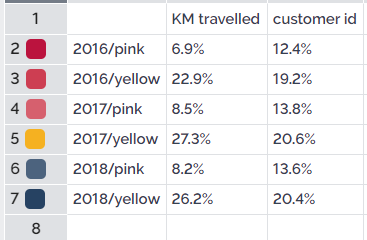 1 KM travelled customer id
2 2016/pink 6.9% 12.4%
3 2016/yellow 22.9% 19.2%
4 2017/pink 8.5% 13.8%
5 2017/yellow 27.3% 20.6%
6 2018/pink 8.2% 13.6%
7 2018/yellow 26.2% 20.4%
8